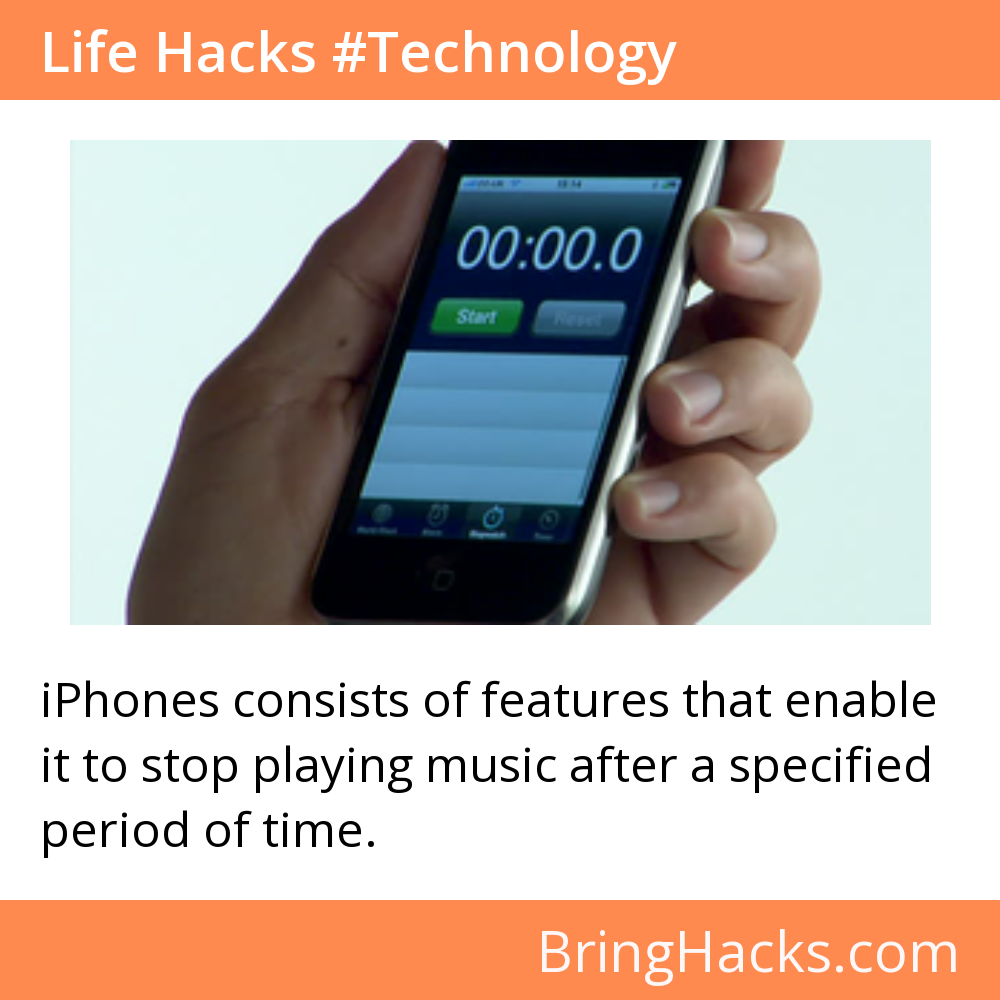 Life Hacks #Technology
00:00.0
Start
Reset
iPhones consists of features that enable
it to stop playing music after a specified
period of time.
BringHacks.com